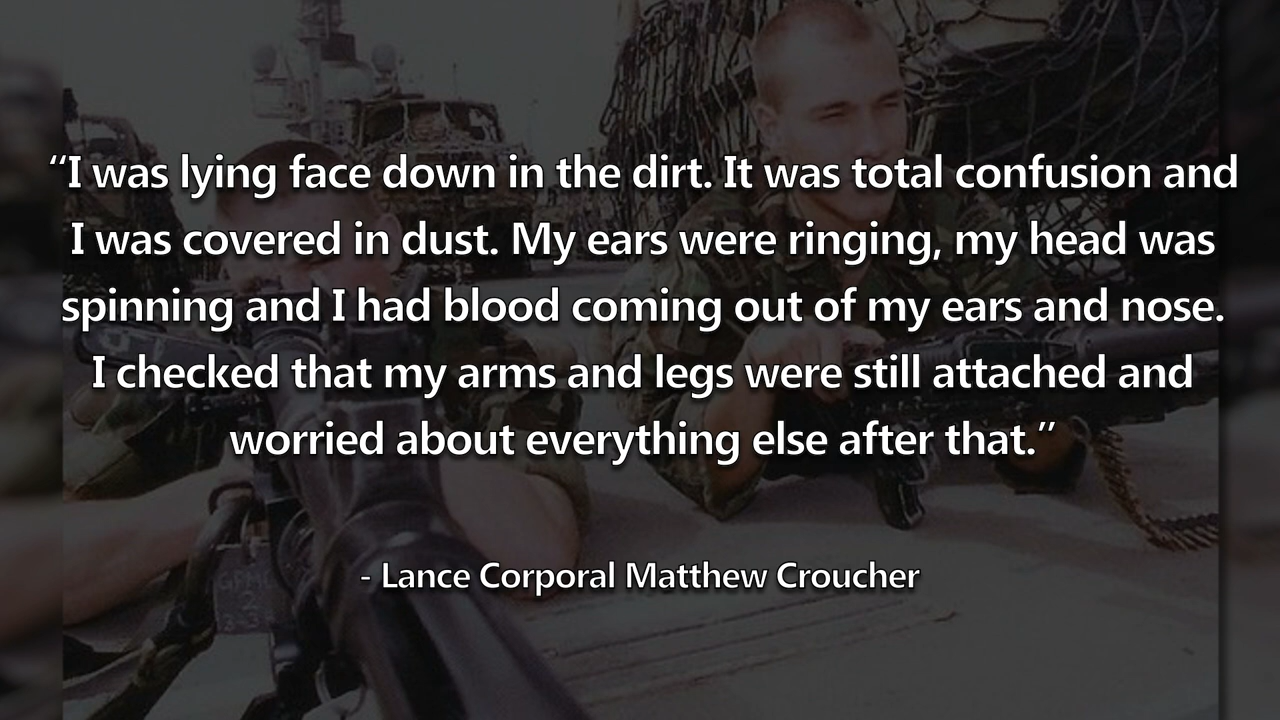 “I was lying face down in the dirt. It was total confusion and
I was covered in dust. My ears were ringing, my head was
spinning and I had blood coming out of my ears and nose.
I checked that my arms and legs were still attached and
worried about everything else after that.”
- Lance Corporal Matthew Croucher